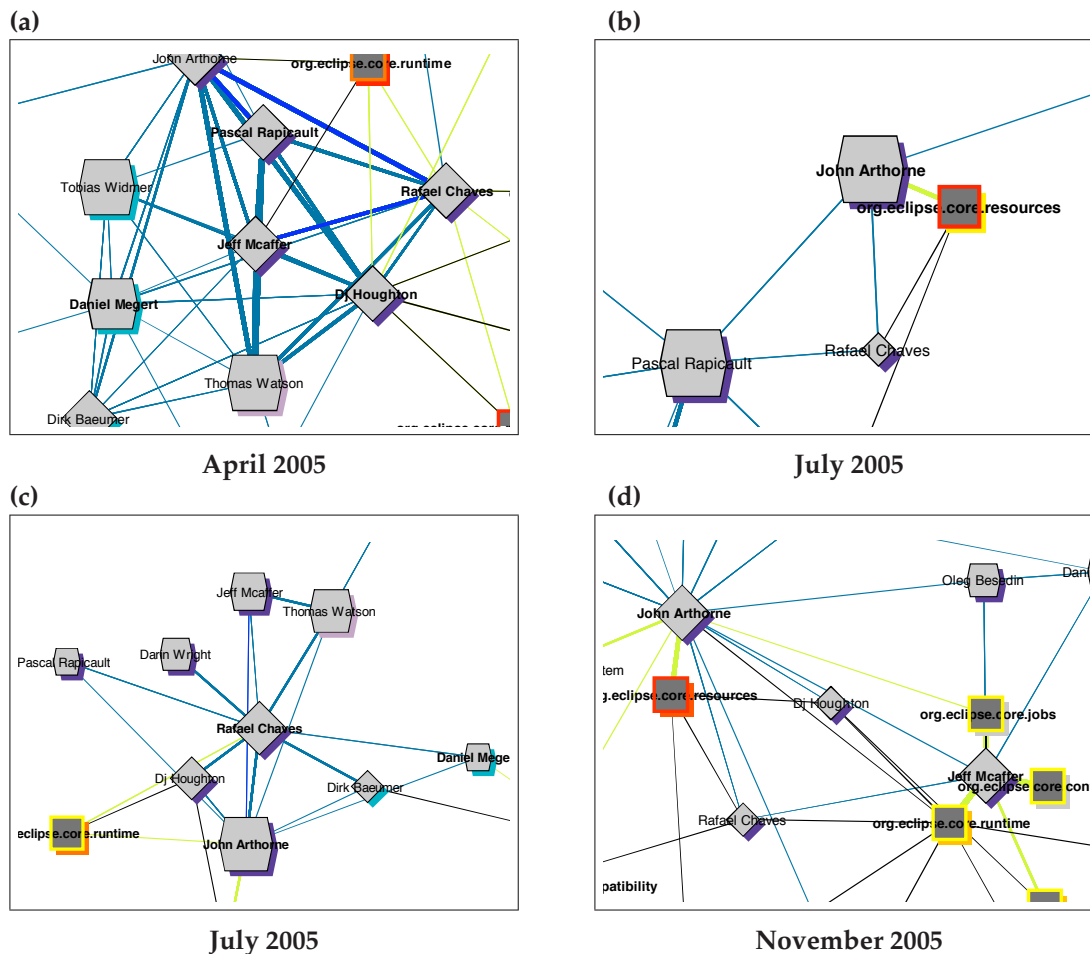 (a)
John Arthorne
org.eclipse.core.runtime
Pascal Rapicault
Tobias Widmer
Rafael Chaves
Jeff Mcaffer
Daniel Megert
Dj Houghton
Thomas Watson
Dirk Baeumer
April 2005
(b)
John Arthorne
org.eclipse.core.resources
Rafael Chaves
Pascal Rapicault
July 2005
(c)
Jeff Mcaffer
Thomas Watson
Darin Wright
Pascal Rapicault
Rafael Chaves
Daniel Mege
Dj Houghton
Dirk Baeumer
eclipse.core.runtime
John Arthorne
July 2005
(d)
Oleg Besedin
Dan
John Arthorne
tem
g.eclipse.core.resources
Dj Houghton
org.eclipse.core.jobs
Jeff Mcaffer
org.eclipse.core.con
Rafael Chaves
org.eclipse.core.runtime
patibility
November 2005